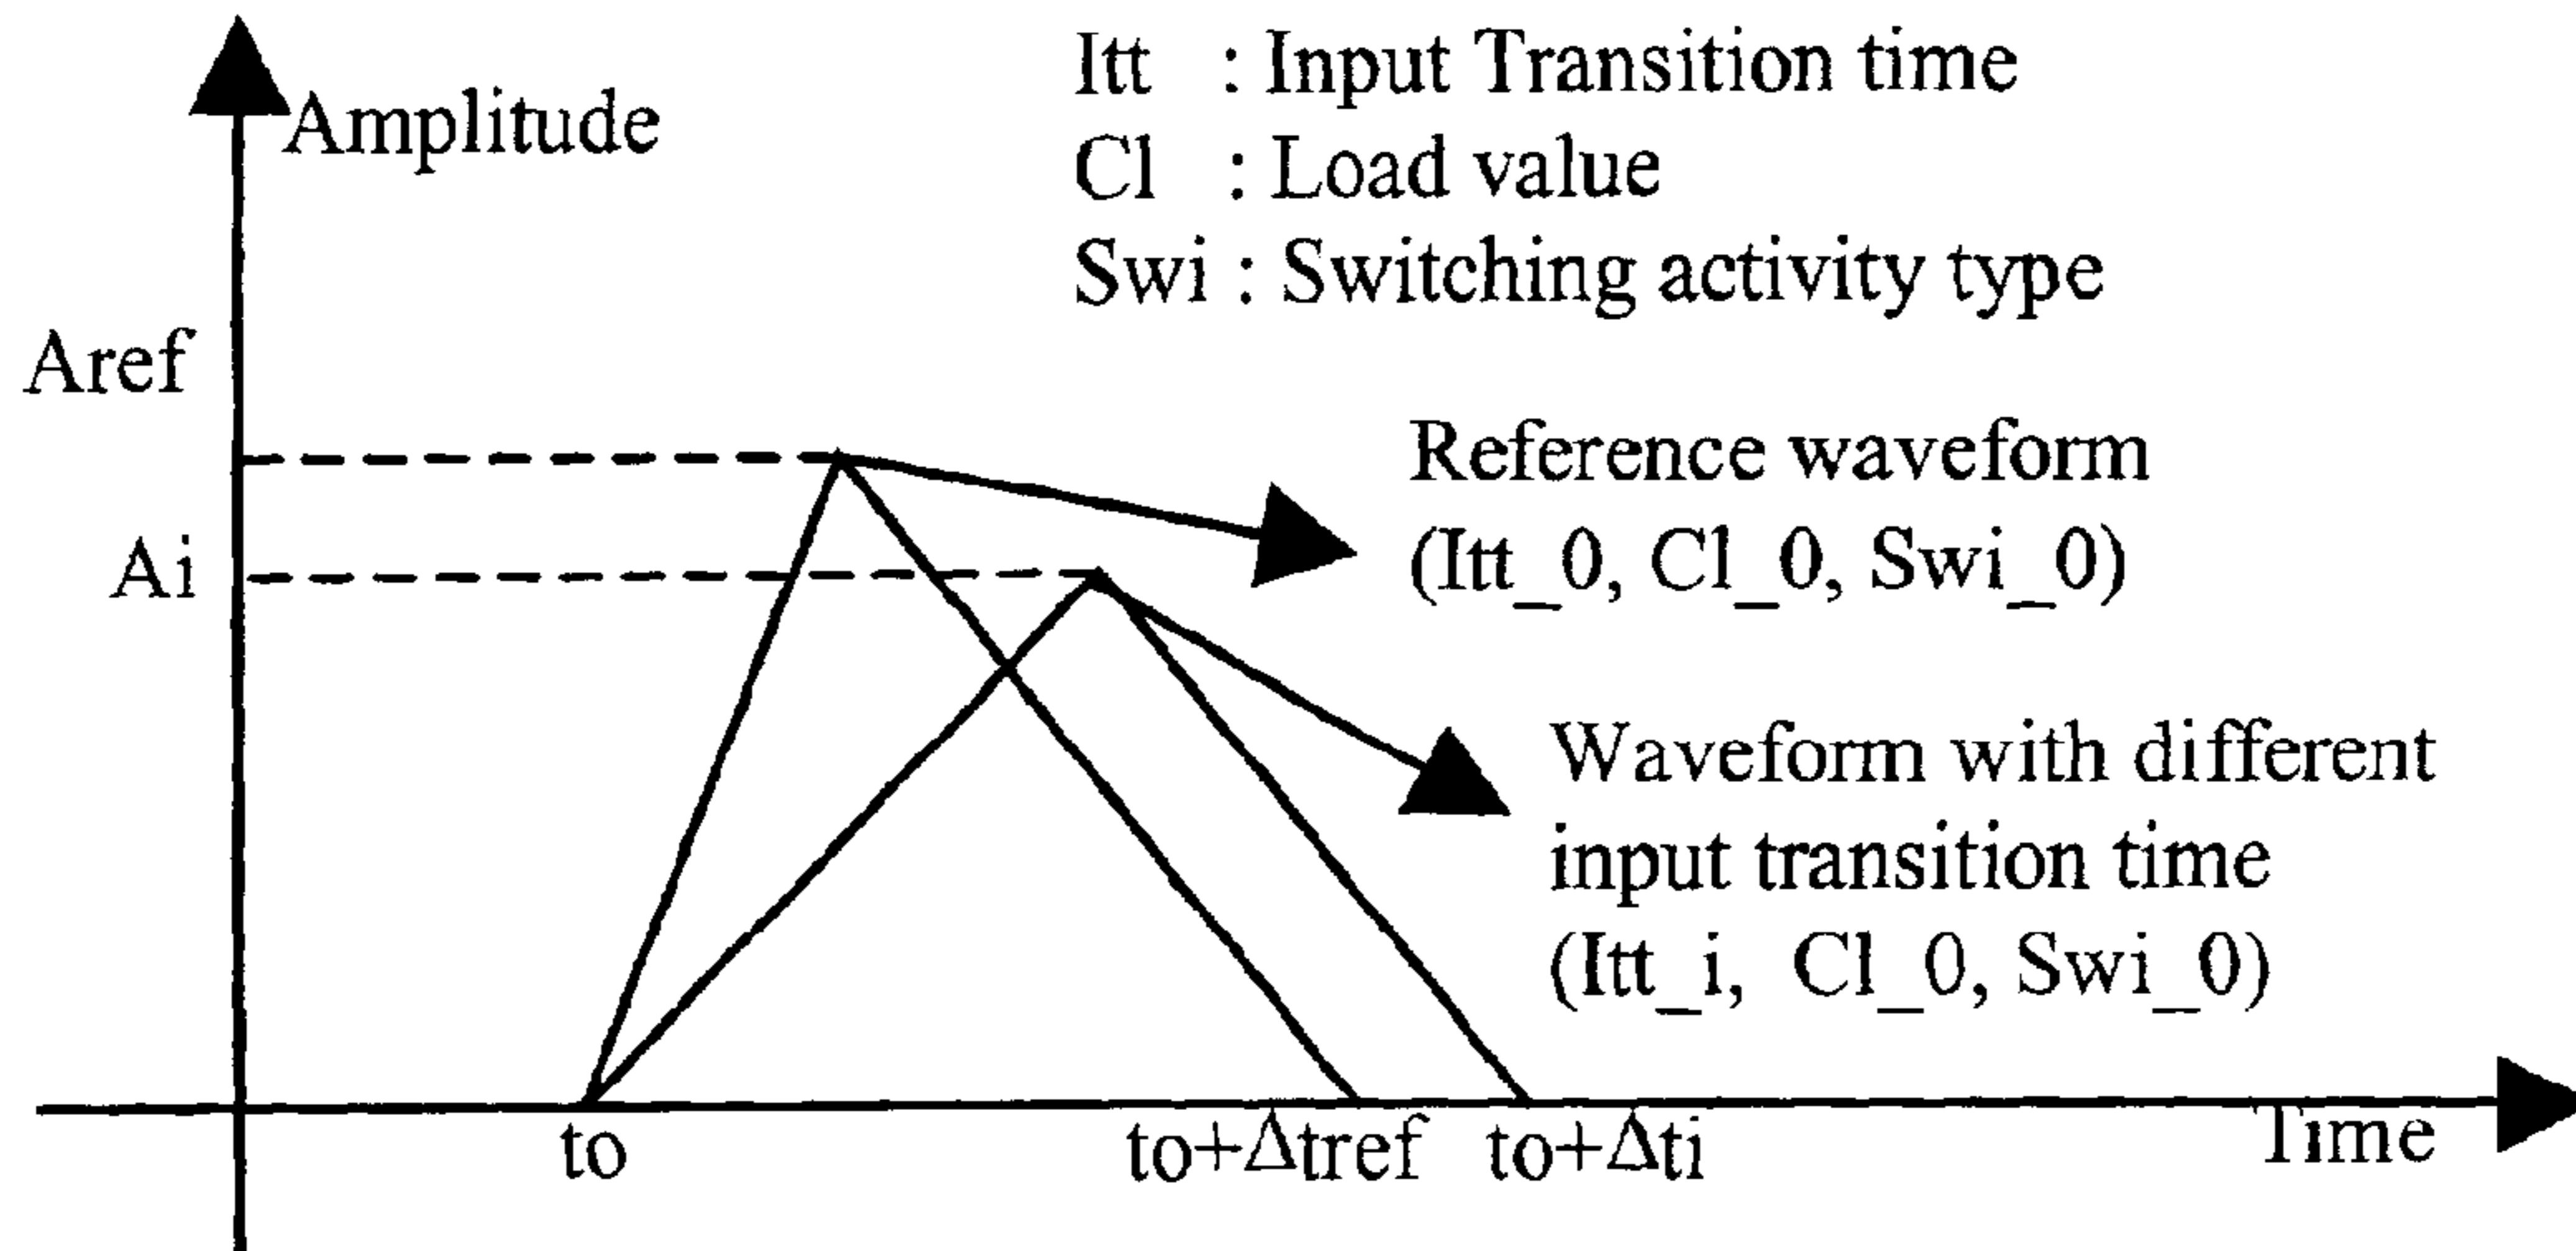 Itt : Input Transition time
Amplitude
Cl : Load value
Swi : Switching activity type
Aref
Reference waveform
(Itt_0, Cl_0, Swi_0)
Ai
Waveform with different
input transition time
(Itt_i, Cl_0, Swi_0)
to
to+Δtref
to+Δti
Time